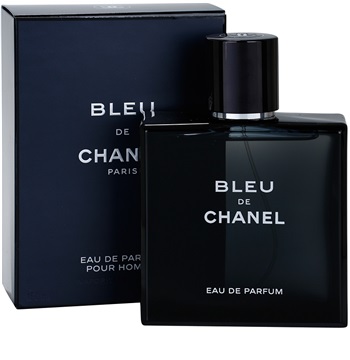 BLEU
DE
CHANEL
PARIS
EAU DE PARFUM
POUR HOMME
BLEU
DE
CHANEL
EAU DE PARFUM